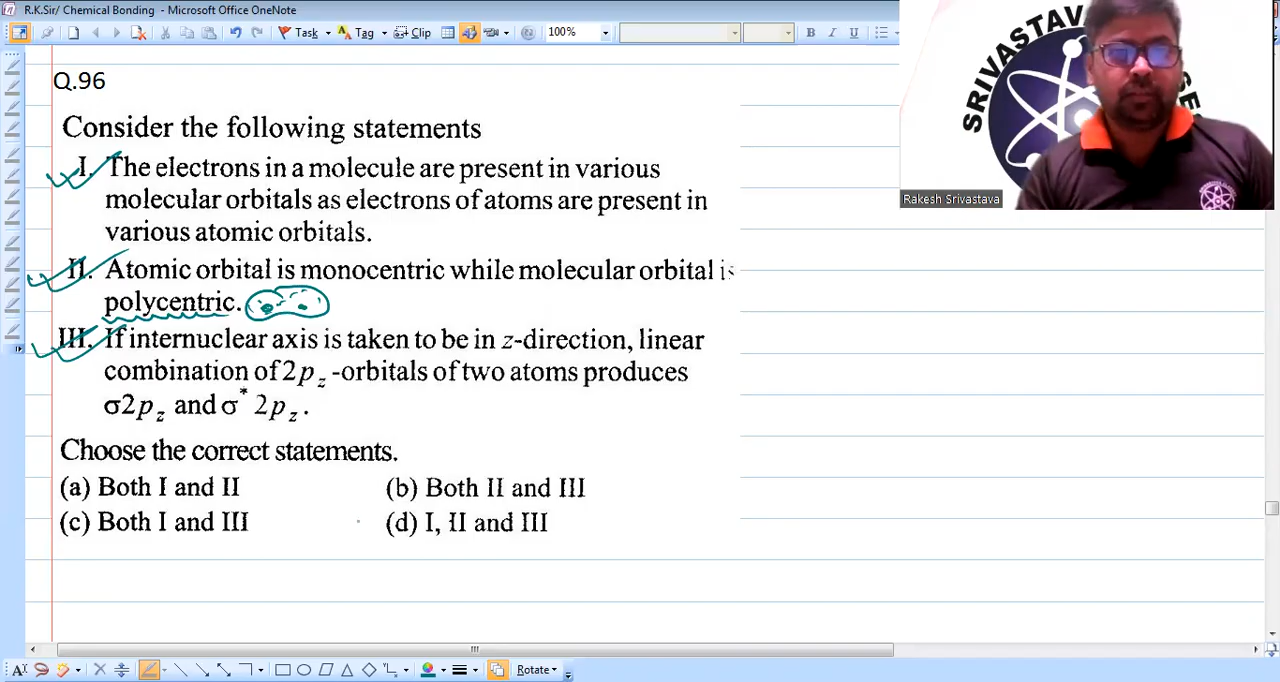 R.K.Sir/ Chemical Bonding - Microsoft Office OneNote
Task
Tag
Clip
100%
B I U
Q.96
Consider the following statements
I. The electrons in a molecule are present in various
molecular orbitals as electrons of atoms are present in
various atomic orbitals.
II. Atomic orbital is monocentric while molecular orbital is
polycentric.
III. If internuclear axis is taken to be in z-direction, linear
combination of 2p z -orbitals of two atoms produces
σ2p z and σ* 2p z .
Choose the correct statements.
(a) Both I and II
(b) Both II and III
(c) Both I and III
(d) I, II and III
SRIVASTAV
SE
Rakesh Srivastava
Rotate